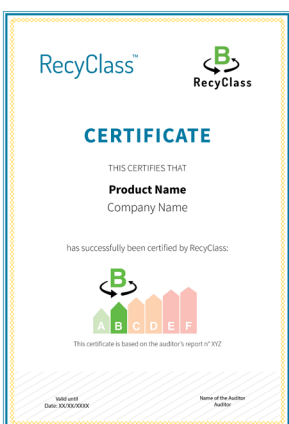 RecyClass™
B
RecyClass
CERTIFICATE
THIS CERTIFIES THAT
Product Name
Company Name
has successfully been certified by RecyClass:
B
A B C D E F
This certificate is based on the auditor's report n° XYZ
Valid until
Date: XX/XX/XXXX
Name of the Auditor
Auditor